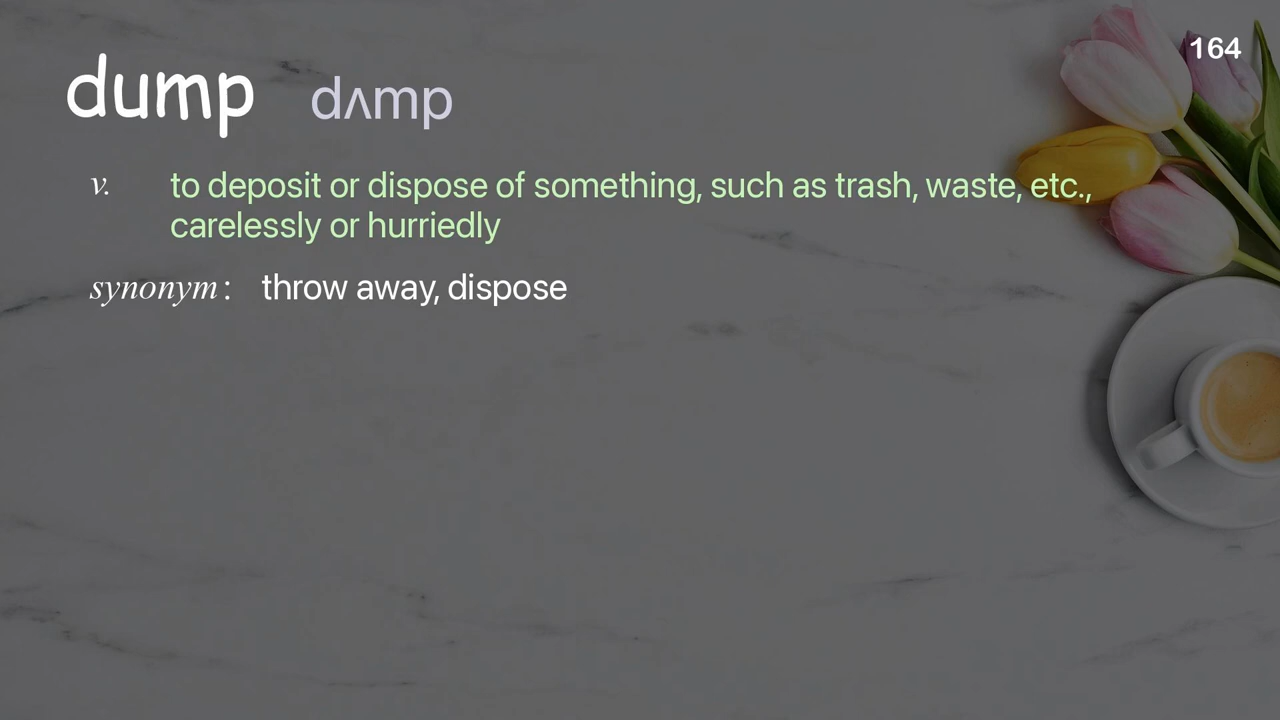 164
dump dʌmp
v. to deposit or dispose of something, such as trash, waste, etc.,
carelessly or hurriedly
synonym: throw away, dispose